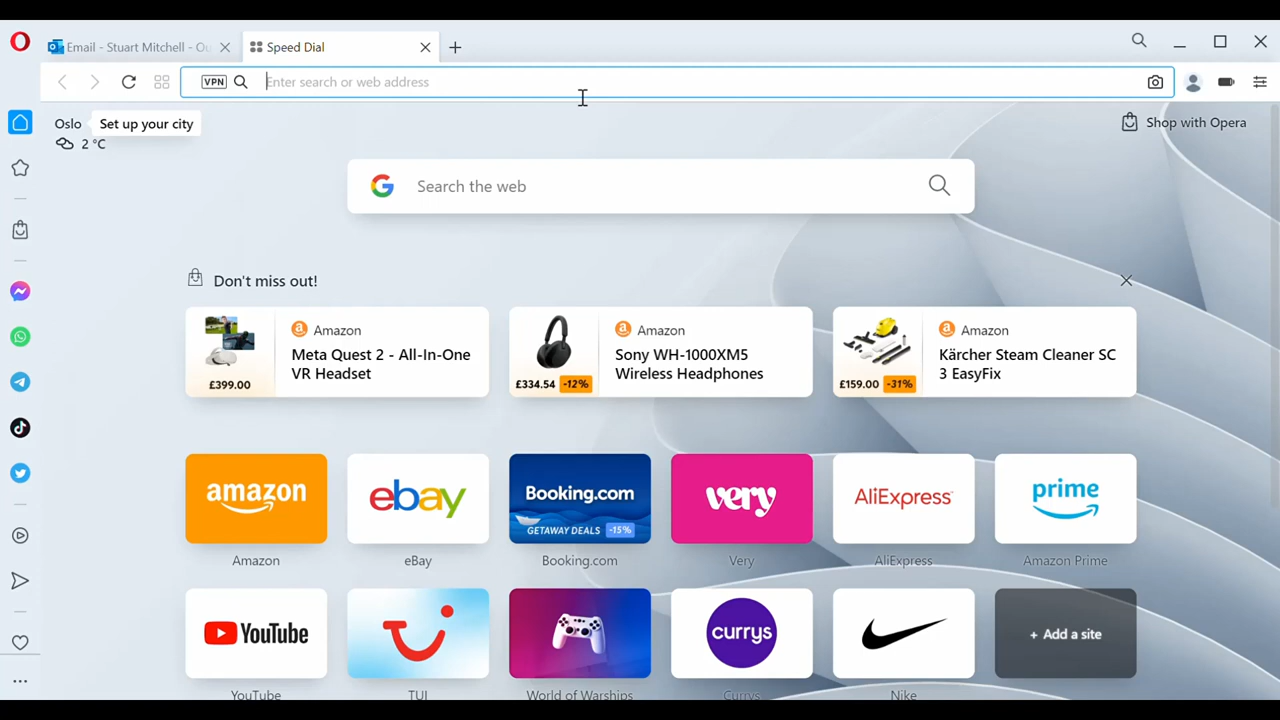 Email - Stuart Mitchell - Ou
Speed Dial
VPN
Enter search or web address
Oslo
Set up your city
2 °C
Shop with Opera
G
Search the web
Don't miss out!
£399.00
a Amazon
Meta Quest 2 - All-In-One
VR Headset
£334.54 -12%
a Amazon
Sony WH-1000XM5
Wireless Headphones
£159.00 -31%
a Amazon
Kärcher Steam Cleaner SC
3 EasyFix
amazon
ebay
Booking.com
GETAWAY DEALS -15%
very
AliExpress
prime
Amazon
eBay
Booking.com
Very
AliExpress
Amazon Prime
YouTube
currys
+ Add a site
YouTube
TUI
World of Warships
Currys
Nike